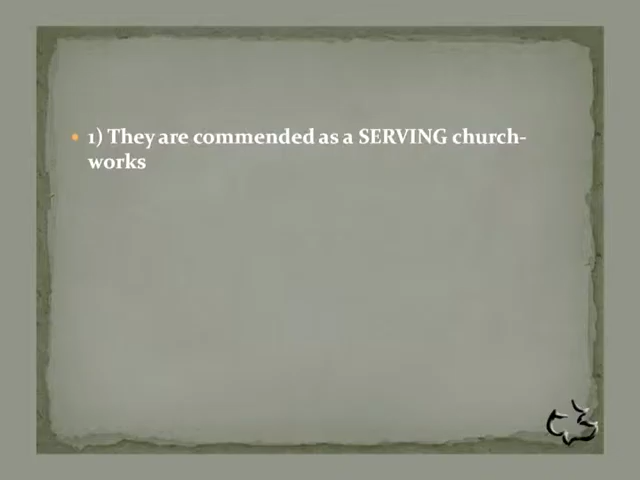 • 1) They are commended as a SERVING church-
works